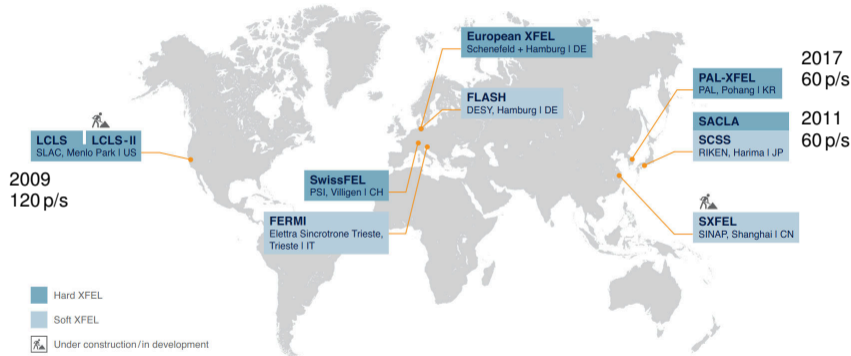 European XFEL
Schenefeld + Hamburg | DE
FLASH
DESY, Hamburg | DE
2017
60 p/s
PAL-XFEL
PAL, Pohang | KR
LCLS LCLS-II
SLAC, Menlo Park | US
2009
120 p/s
SACLA
SCSS
RIKEN, Harima | JP
2011
60 p/s
SwissFEL
PSI, Villigen | CH
FERMI
Elettra Sincrotrone Trieste,
Trieste | IT
SXFEL
SINAP, Shanghai | CN
Hard XFEL
Soft XFEL
Under construction/in development